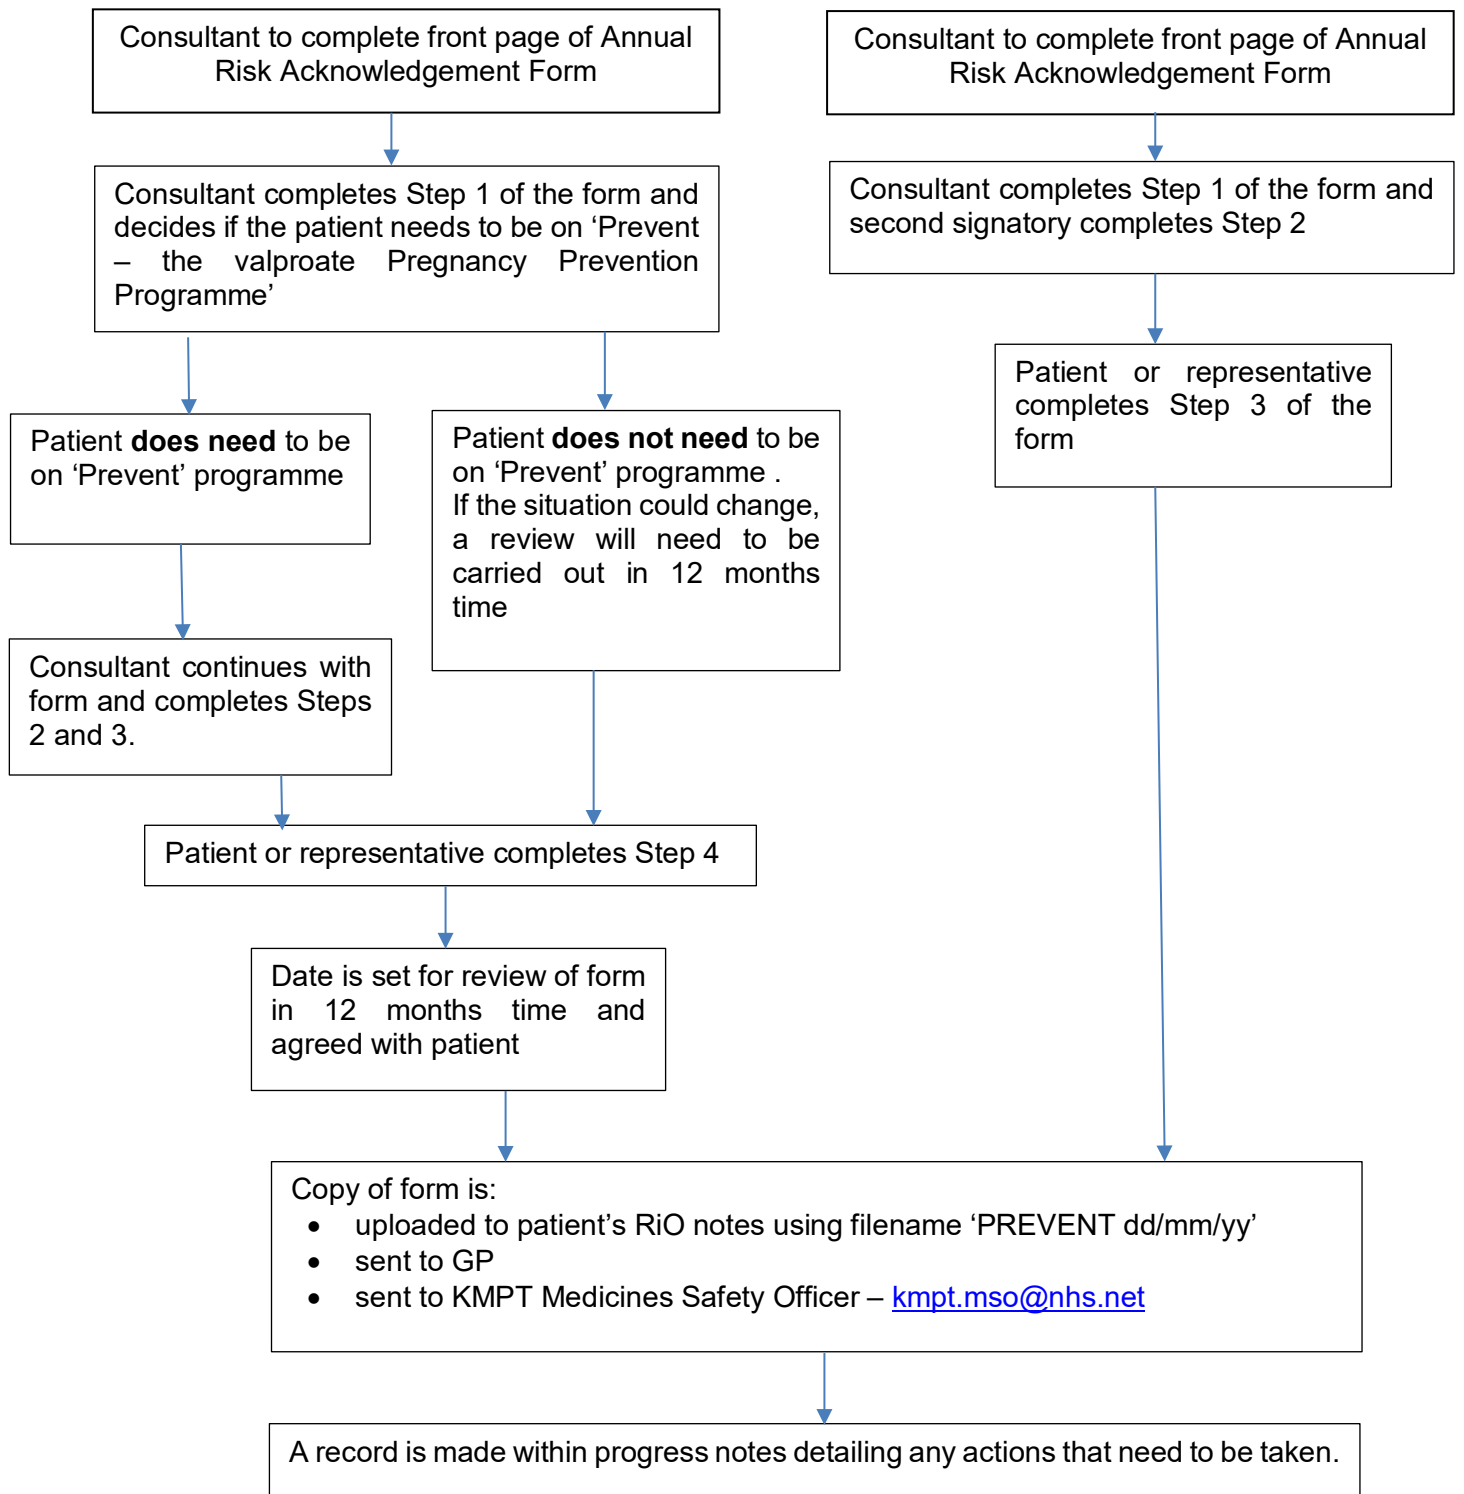 Consultant to complete front page of Annual
Risk Acknowledgement Form
Consultant to complete front page of Annual
Risk Acknowledgement Form
Consultant completes Step 1 of the form and
decides if the patient needs to be on ‘Prevent
– the valproate Pregnancy Prevention
Programme’
Consultant completes Step 1 of the form and
second signatory completes Step 2
Patient does need to be
on ‘Prevent’ programme
Patient does not need to be
on ‘Prevent’ programme .
If the situation could change,
a review will need to be
carried out in 12 months
time
Patient or representative
completes Step 3 of the
form
Consultant continues with
form and completes Steps
2 and 3.
Patient or representative completes Step 4
Date is set for review of form
in 12 months time and
agreed with patient
Copy of form is:
• uploaded to patient’s RiO notes using filename ‘PREVENT dd/mm/yy’
• sent to GP
• sent to KMPT Medicines Safety Officer – kmpt.mso@nhs.net
A record is made within progress notes detailing any actions that need to be taken.